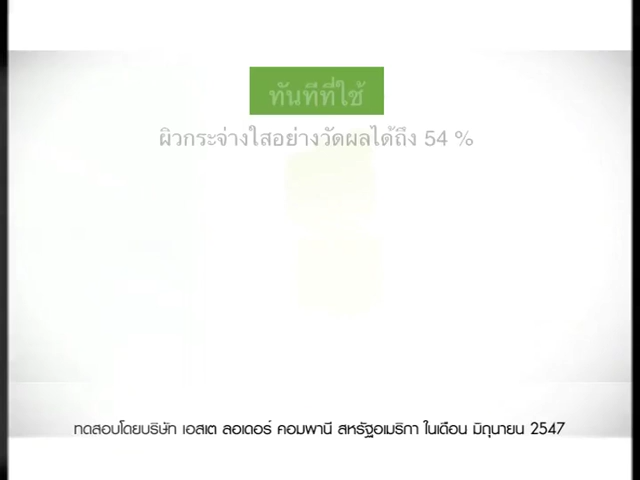 ทันทีที่ใช้
ผิวกระจ่างใสอย่างวัดผลได้ถึง 54 %
ทดสอบโดยบริษัท เอสเต ลอเดอร์ คอมพานี สหรัฐอเมริกา ในเดือน มิถุนายน 2547